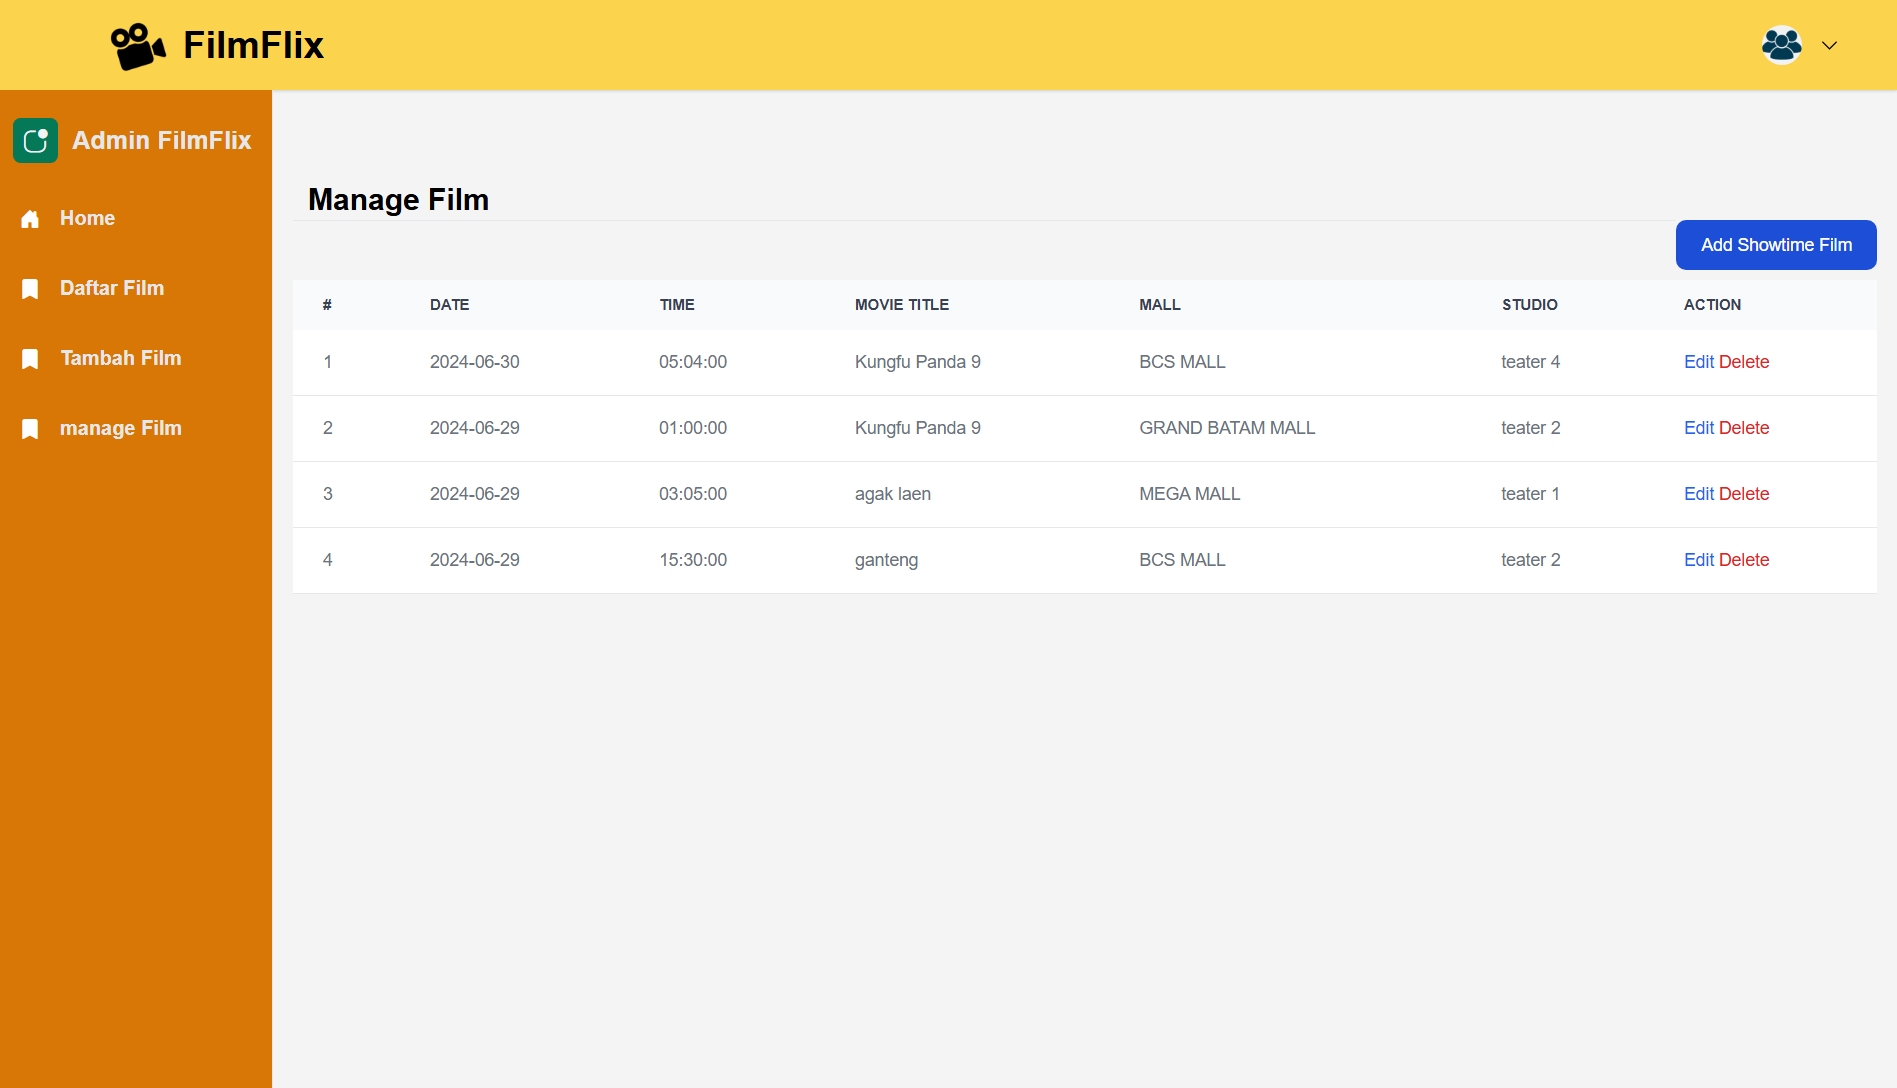 FilmFlix
Admin FilmFlix
Home
Daftar Film
Tambah Film
manage Film
Manage Film
Add Showtime Film
# DATE TIME MOVIE TITLE MALL STUDIO ACTION
1 2024-06-30 05:04:00 Kungfu Panda 9 BCS MALL teater 4 Edit Delete
2 2024-06-29 01:00:00 Kungfu Panda 9 GRAND BATAM MALL teater 2 Edit Delete
3 2024-06-29 03:05:00 agak laen MEGA MALL teater 1 Edit Delete
4 2024-06-29 15:30:00 ganteng BCS MALL teater 2 Edit Delete